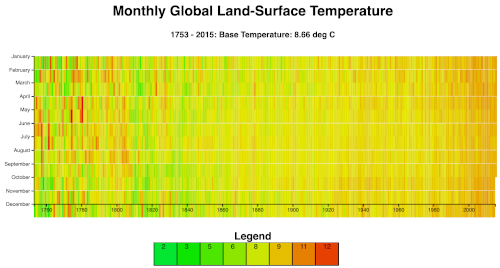 Monthly Global Land-Surface Temperature
1753 - 2015: Base Temperature: 8.66 deg C
January
February
March
April
May
June
July
August
September
October
November
December
1760 1780 1800 1820 1840 1860 1880 1900 1920 1940 1960 1980 2000
Legend
2 3 5 6 8 9 11 12